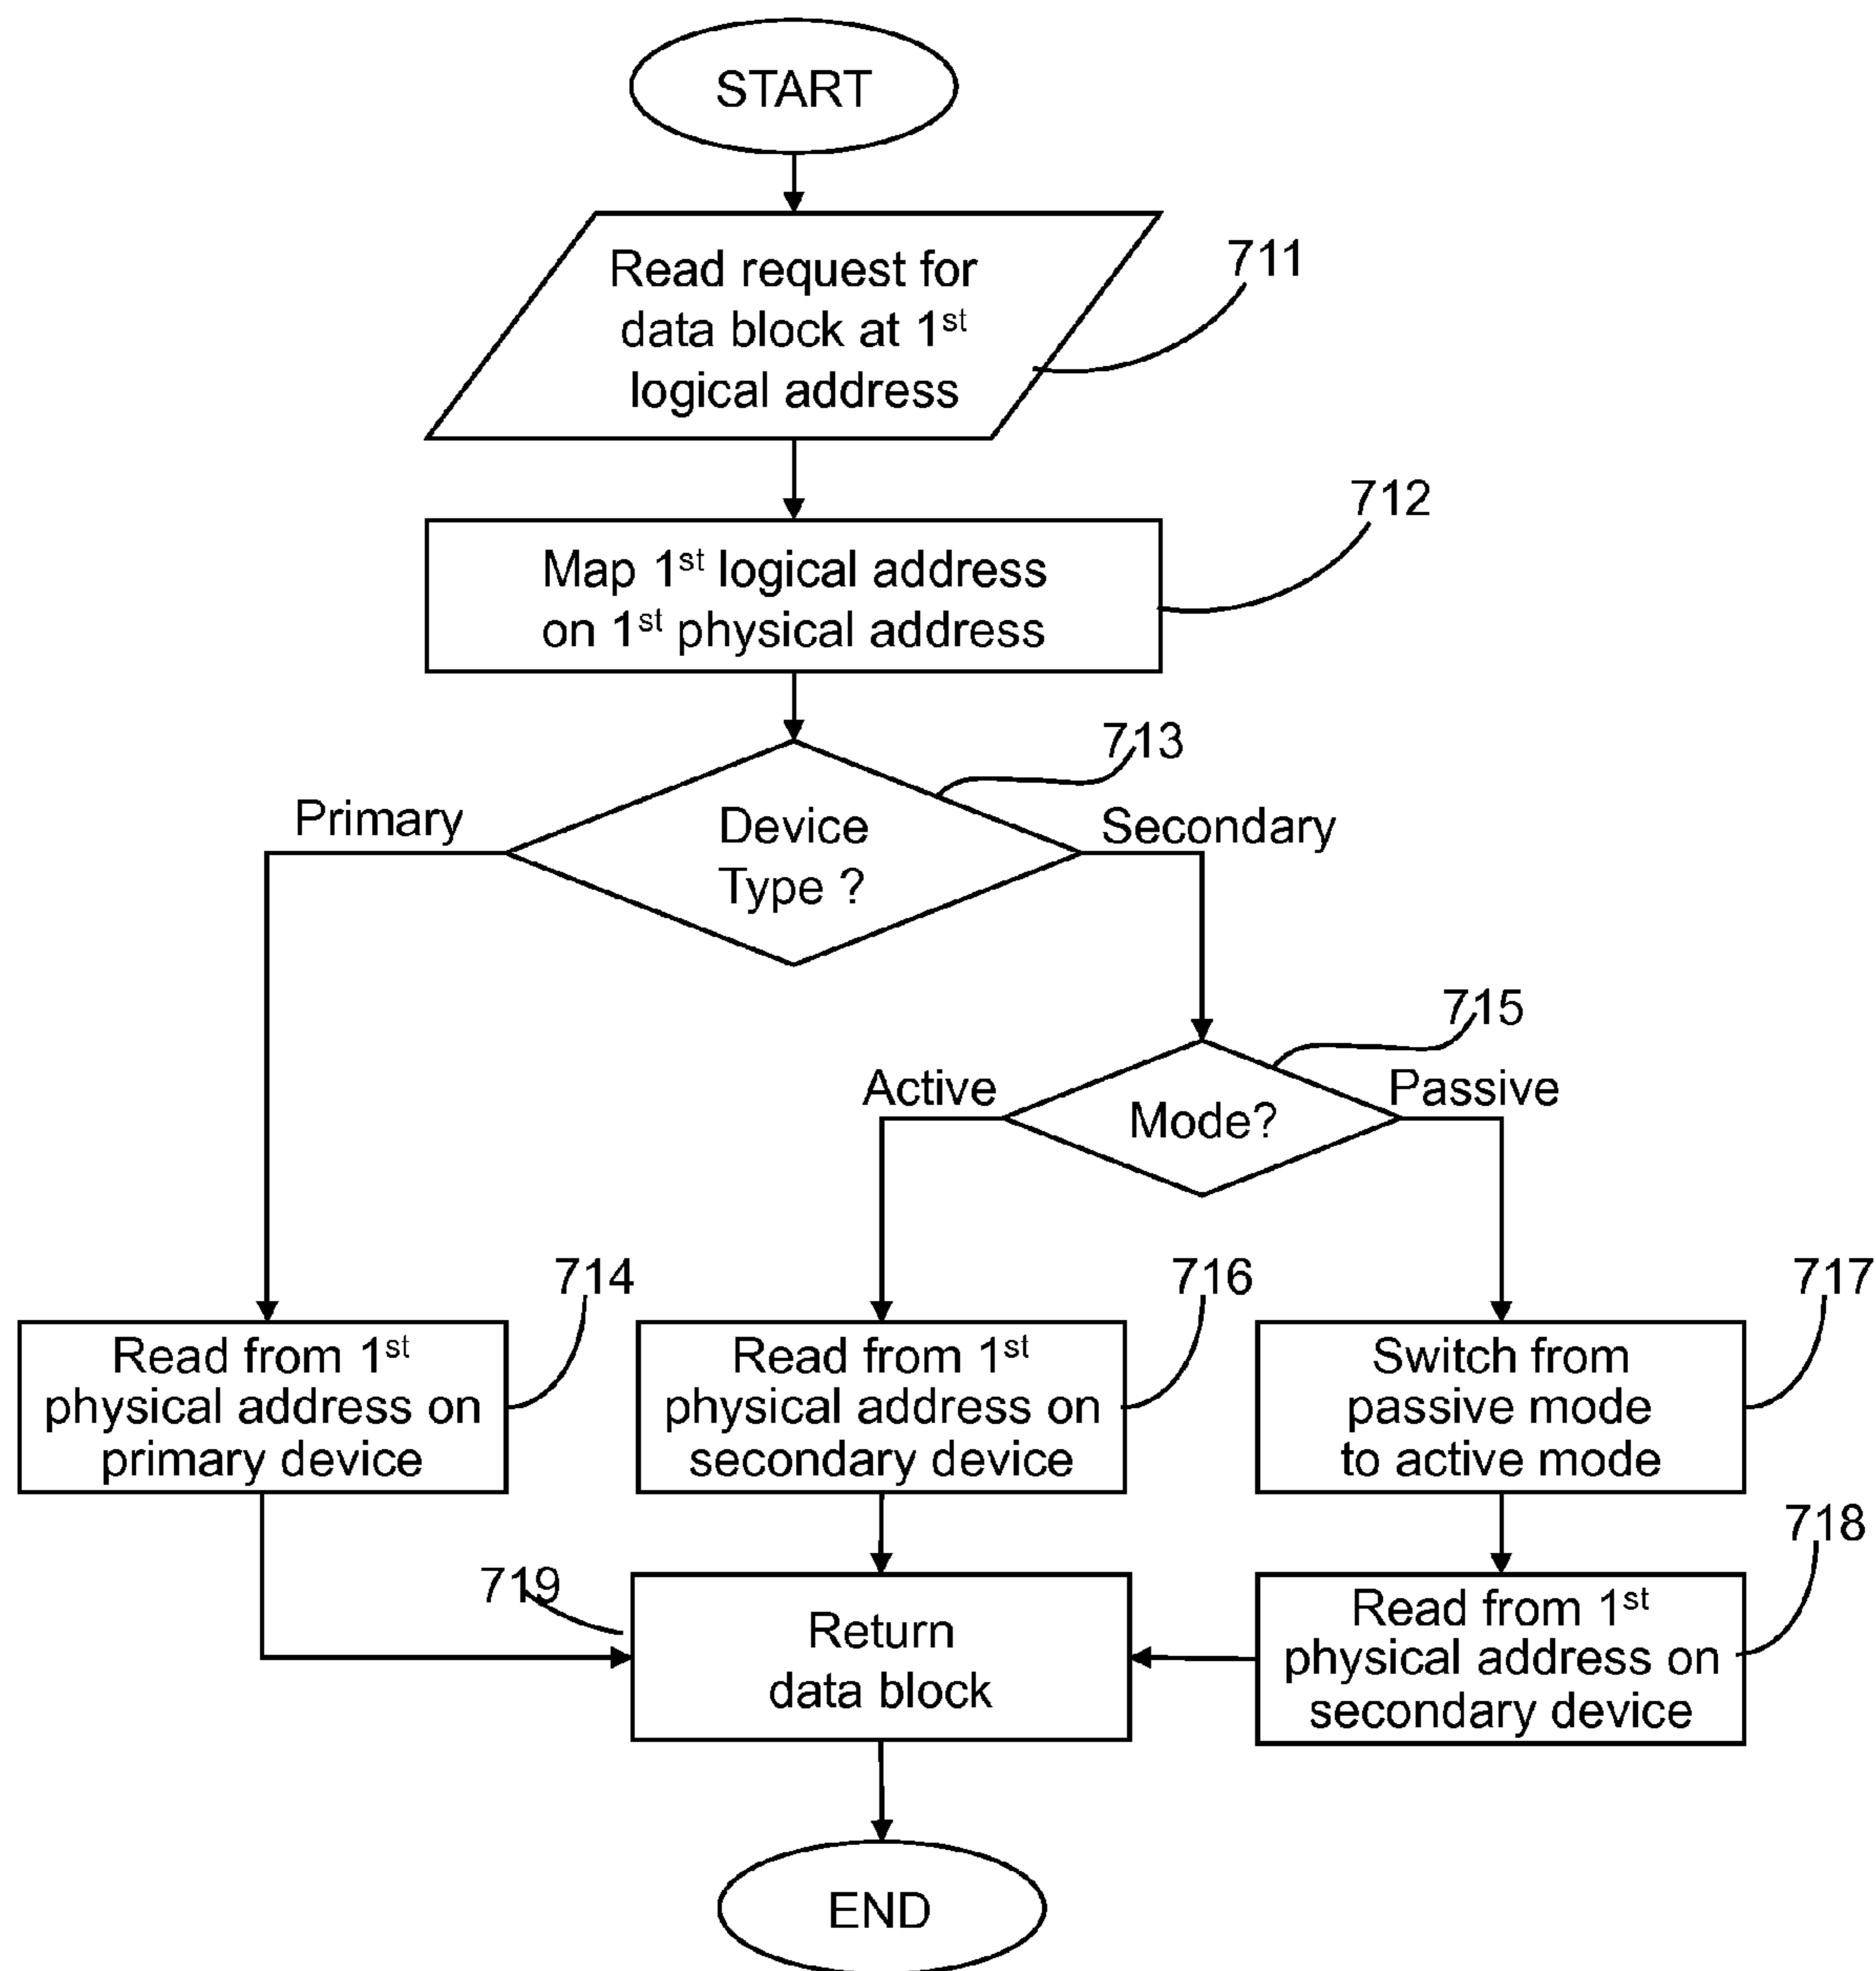 START
Read request for
data block at 1st
logical address
711
712
Map 1st logical address
on 1st physical address
713
Primary
Device
Type ?
Secondary
715
Active
Mode?
Passive
714
716
717
Read from 1st
physical address on
primary device
Read from 1st
physical address on
secondary device
Switch from
passive mode
to active mode
718
719
Return
data block
Read from 1st
physical address on
secondary device
END